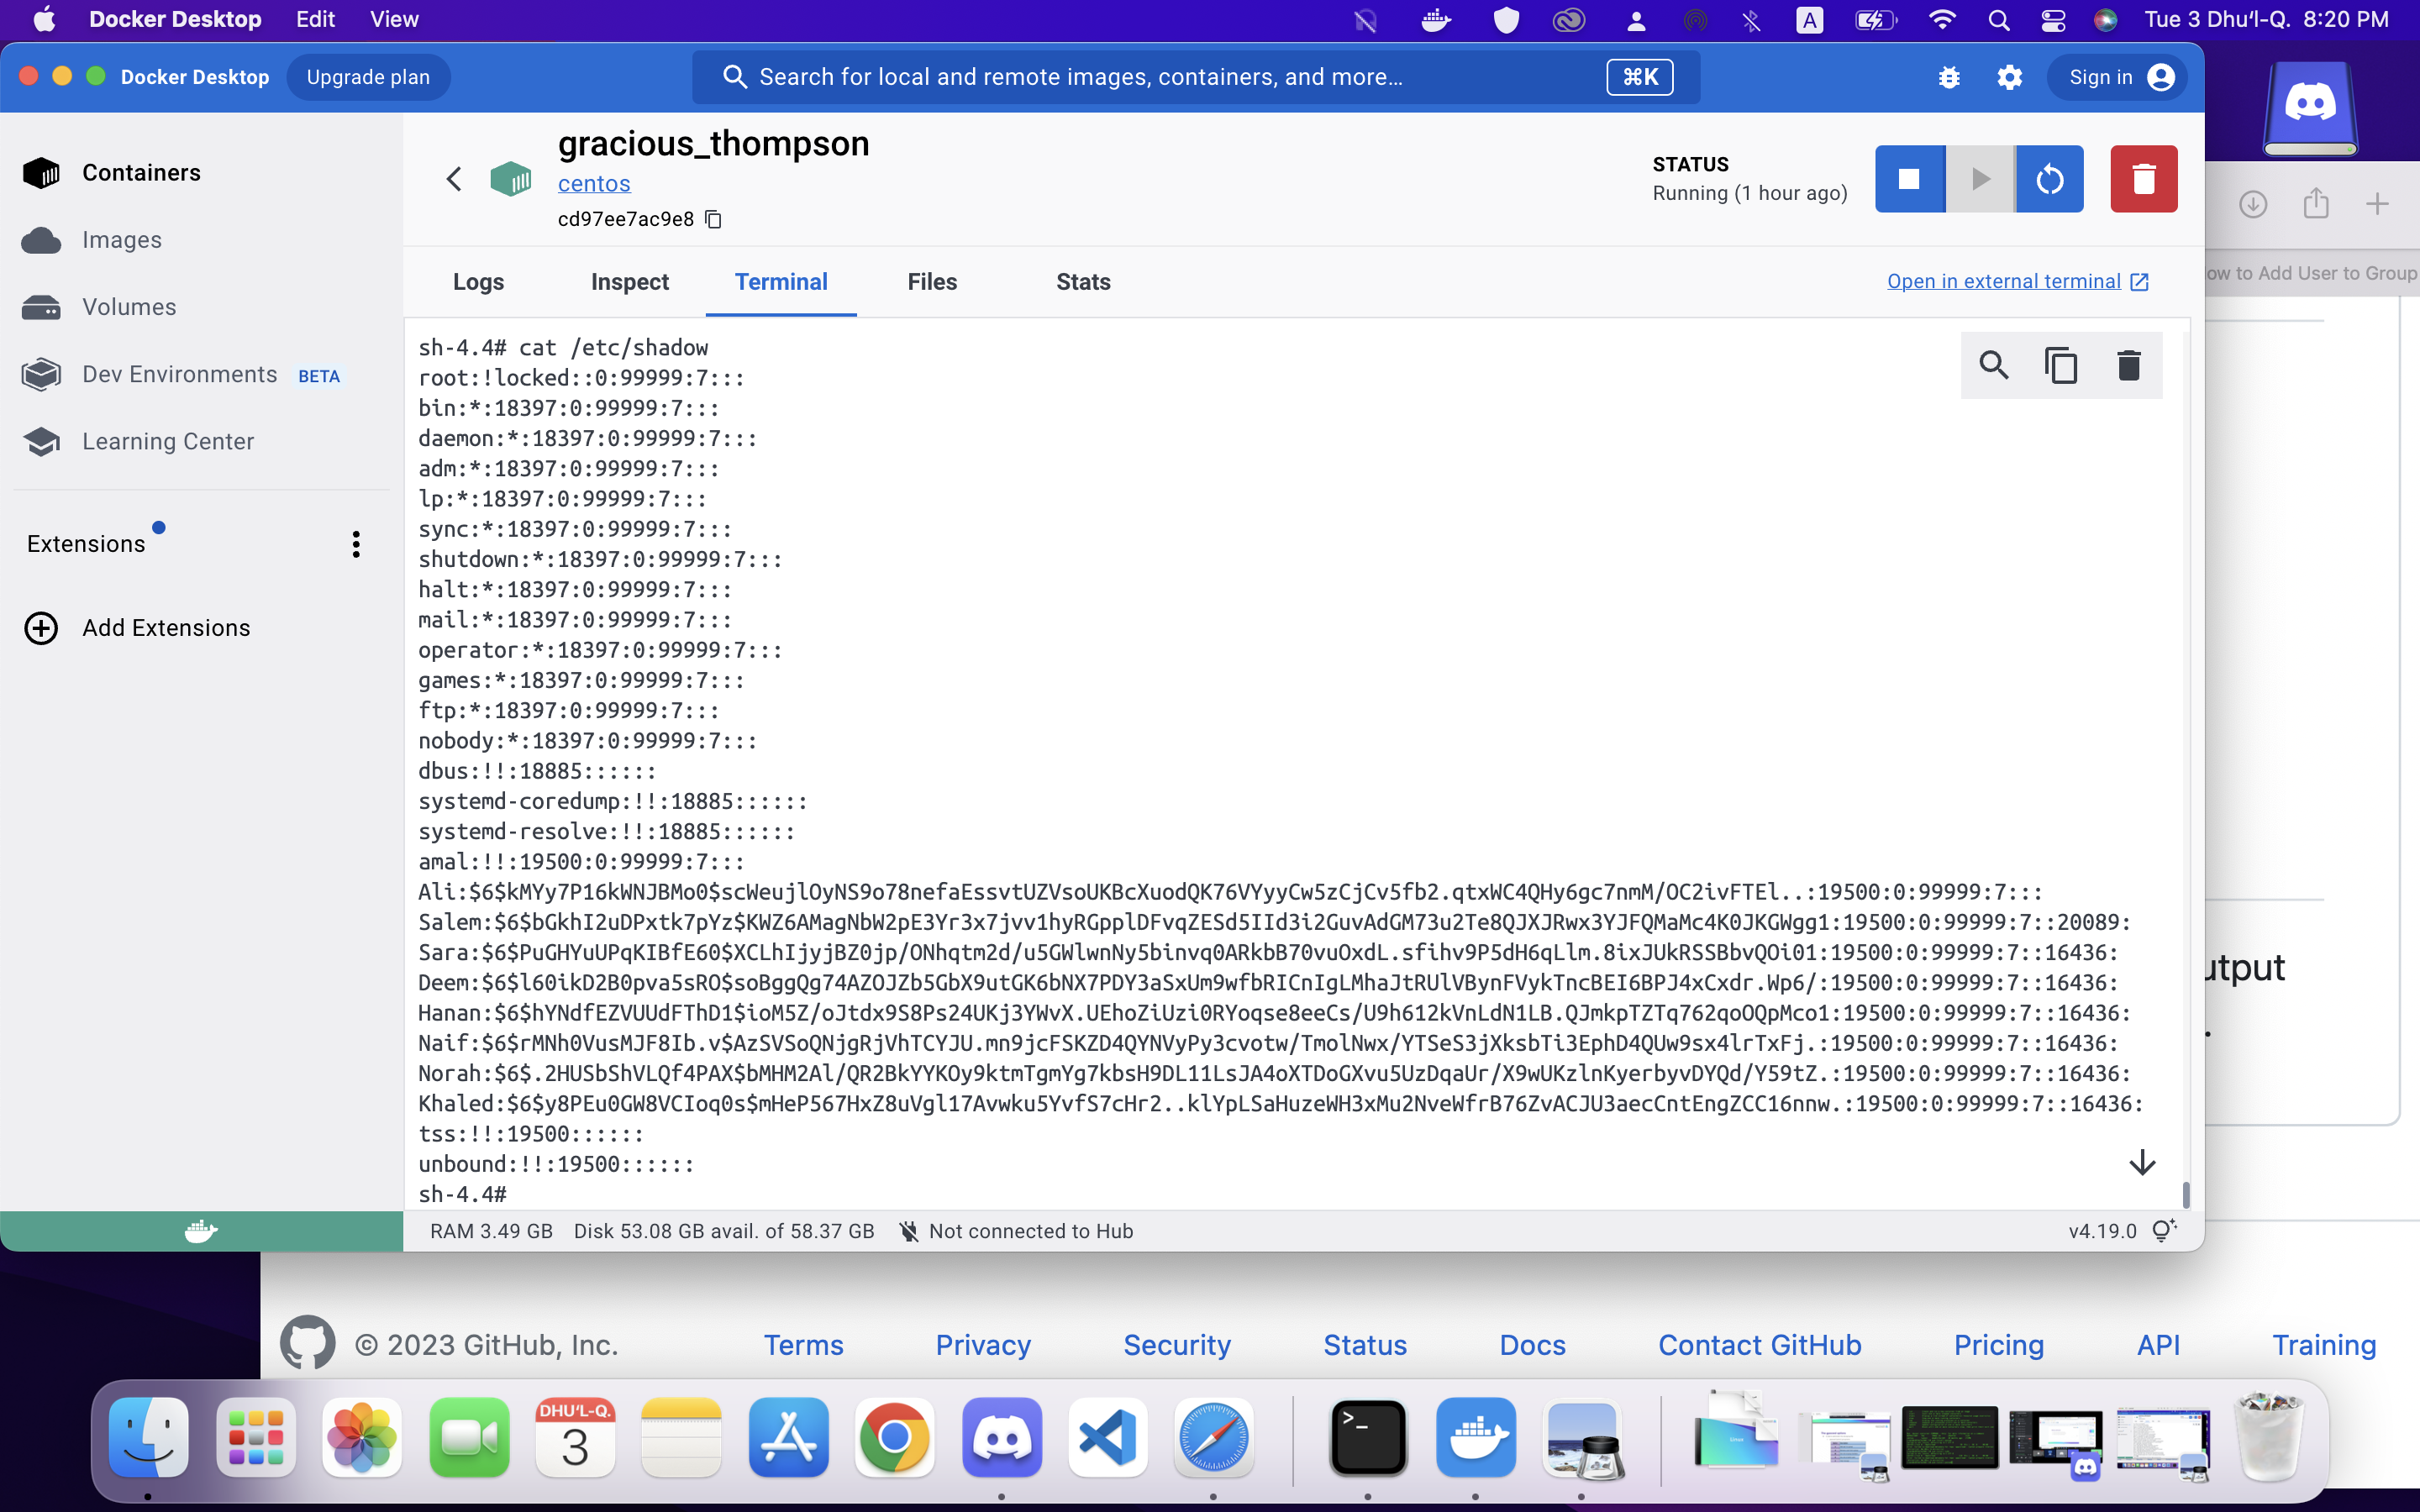 Docker Desktop Edit View A Tue 3 Dhuʻl-Q. 8:20 PM
Docker Desktop Upgrade plan Search for local and remote images, containers, and more... ⌘K Sign in
Containers
Images
Volumes
Dev Environments BETA
Learning Center
Extensions
Add Extensions
gracious_thompson
centos
cd97ee7ac9e8
STATUS
Running (1 hour ago)
Logs Inspect Terminal Files Stats Open in external terminal
ow to Add User to Group
sh-4.4# cat /etc/shadow
root:!locked::0:99999:7:::
bin:*:18397:0:99999:7:::
daemon:*:18397:0:99999:7:::
adm:*:18397:0:99999:7:::
lp:*:18397:0:99999:7:::
sync:*:18397:0:99999:7:::
shutdown:*:18397:0:99999:7:::
halt:*:18397:0:99999:7:::
mail:*:18397:0:99999:7:::
operator:*:18397:0:99999:7:::
games:*:18397:0:99999:7:::
ftp:*:18397:0:99999:7:::
nobody:*:18397:0:99999:7:::
dbus:!!:18885::::::
systemd-coredump:!!:18885::::::
systemd-resolve:!!:18885::::::
amal:!!:19500:0:99999:7:::
Ali:$6$kMYy7P16kWNJBMo0$scWeujlOyNS9o78nefaEssvtUZVsoUKBcXuodQK76VYyyCw5zCjCv5fb2.qtxWC4QHy6gc7nmM/OC2ivFTEl..:19500:0:99999:7:::
Salem:$6$bGkhI2uDPxtk7pYz$KWZ6AMagNbW2pE3Yr3x7jvv1hyRGpplDFvqZESd5IId3i2GuvAdGM73u2Te8QJXJRwx3YJFQMaMc4K0JKGWgg1:19500:0:99999:7::20089:
Sara:$6$PuGHYuUPqKIBfE60$XCLhIjyjBZ0jp/ONhqtm2d/u5GWlwnNy5binvq0ARkbB70vuOxdL.sfihv9P5dH6qLlm.8ixJUkRSSBbvQOi01:19500:0:99999:7::16436:
Deem:$6$l60ikD2B0pva5sRO$soBggQg74AZOJZb5GbX9utGK6bNX7PDY3aSxUm9wfbRICnIgLMhaJtRUlVBynFVykTncBEI6BPJ4xCxdr.Wp6/:19500:0:99999:7::16436:
Hanan:$6$hYNdfEZVUUdFThD1$ioM5Z/oJtdx9S8Ps24UKj3YWvX.UEhoZiUzi0RYoqse8eeCs/U9h612kVnLdN1LB.QJmkpTZTq762qoOQpMco1:19500:0:99999:7::16436:
Naif:$6$rMNh0VusMJF8Ib.v$AzSVSoQNjgRjVhTCYJU.mn9jcFSKZD4QYNVyPy3cvotw/TmolNwx/YTSeS3jXksbTi3EphD4QUw9sx4lrTxFj.:19500:0:99999:7::16436:
Norah:$6$.2HUSbShVLQf4PAX$bMHM2Al/QR2BkYYKOy9ktmTgmYg7kbsH9DL11LsJA4oXTDoGXvu5UzDqaUr/X9wUKzlnKyerbyvDYQd/Y59tZ.:19500:0:99999:7::16436:
Khaled:$6$y8PEu0GW8VCIoq0s$mHeP567HxZ8uVgl17Avwku5YvfS7cHr2..klYpLSaHuzeWH3xMu2NveWfrB76ZvACJU3aecCntEngZCC16nnw.:19500:0:99999:7::16436:
tss:!!:19500::::::
unbound:!!:19500::::::
sh-4.4#
utput
.
RAM 3.49 GB Disk 53.08 GB avail. of 58.37 GB Not connected to Hub v4.19.0
© 2023 GitHub, Inc. Terms Privacy Security Status Docs Contact GitHub Pricing API Training
DHUʻL-Q.
3